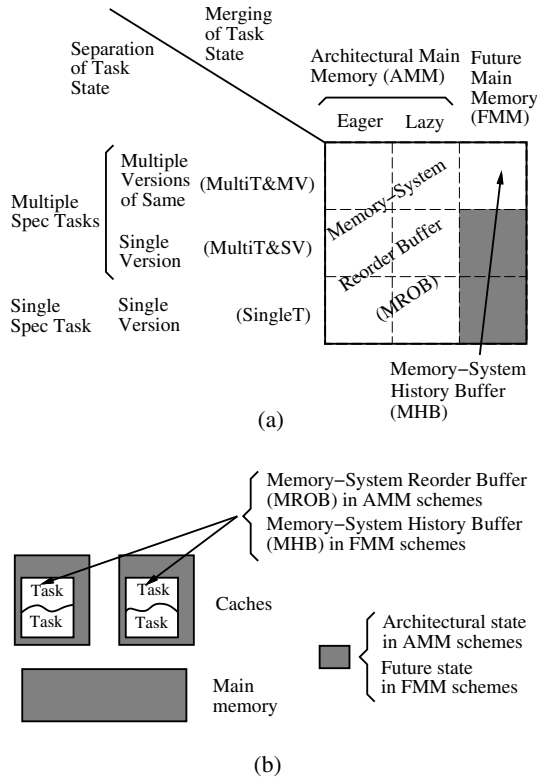 Merging
of Task
State
Separation
of Task
State
Architectural Main
Memory (AMM)
Future
Main
Memory
(FMM)
Eager
Lazy
Multiple
Spec Tasks
Multiple
Versions
of Same
(MultiT&MV)
Single
Version
(MultiT&SV)
Single
Spec Task
Single
Version
(SingleT)
Memory−System
Reorder Buffer
(MROB)
Memory−System
History Buffer
(MHB)
(a)
Memory−System Reorder Buffer
(MROB) in AMM schemes
Memory−System History Buffer
(MHB) in FMM schemes
Task
Task
Task
Task
Caches
Main
memory
Architectural state
in AMM schemes
Future state
in FMM schemes
(b)